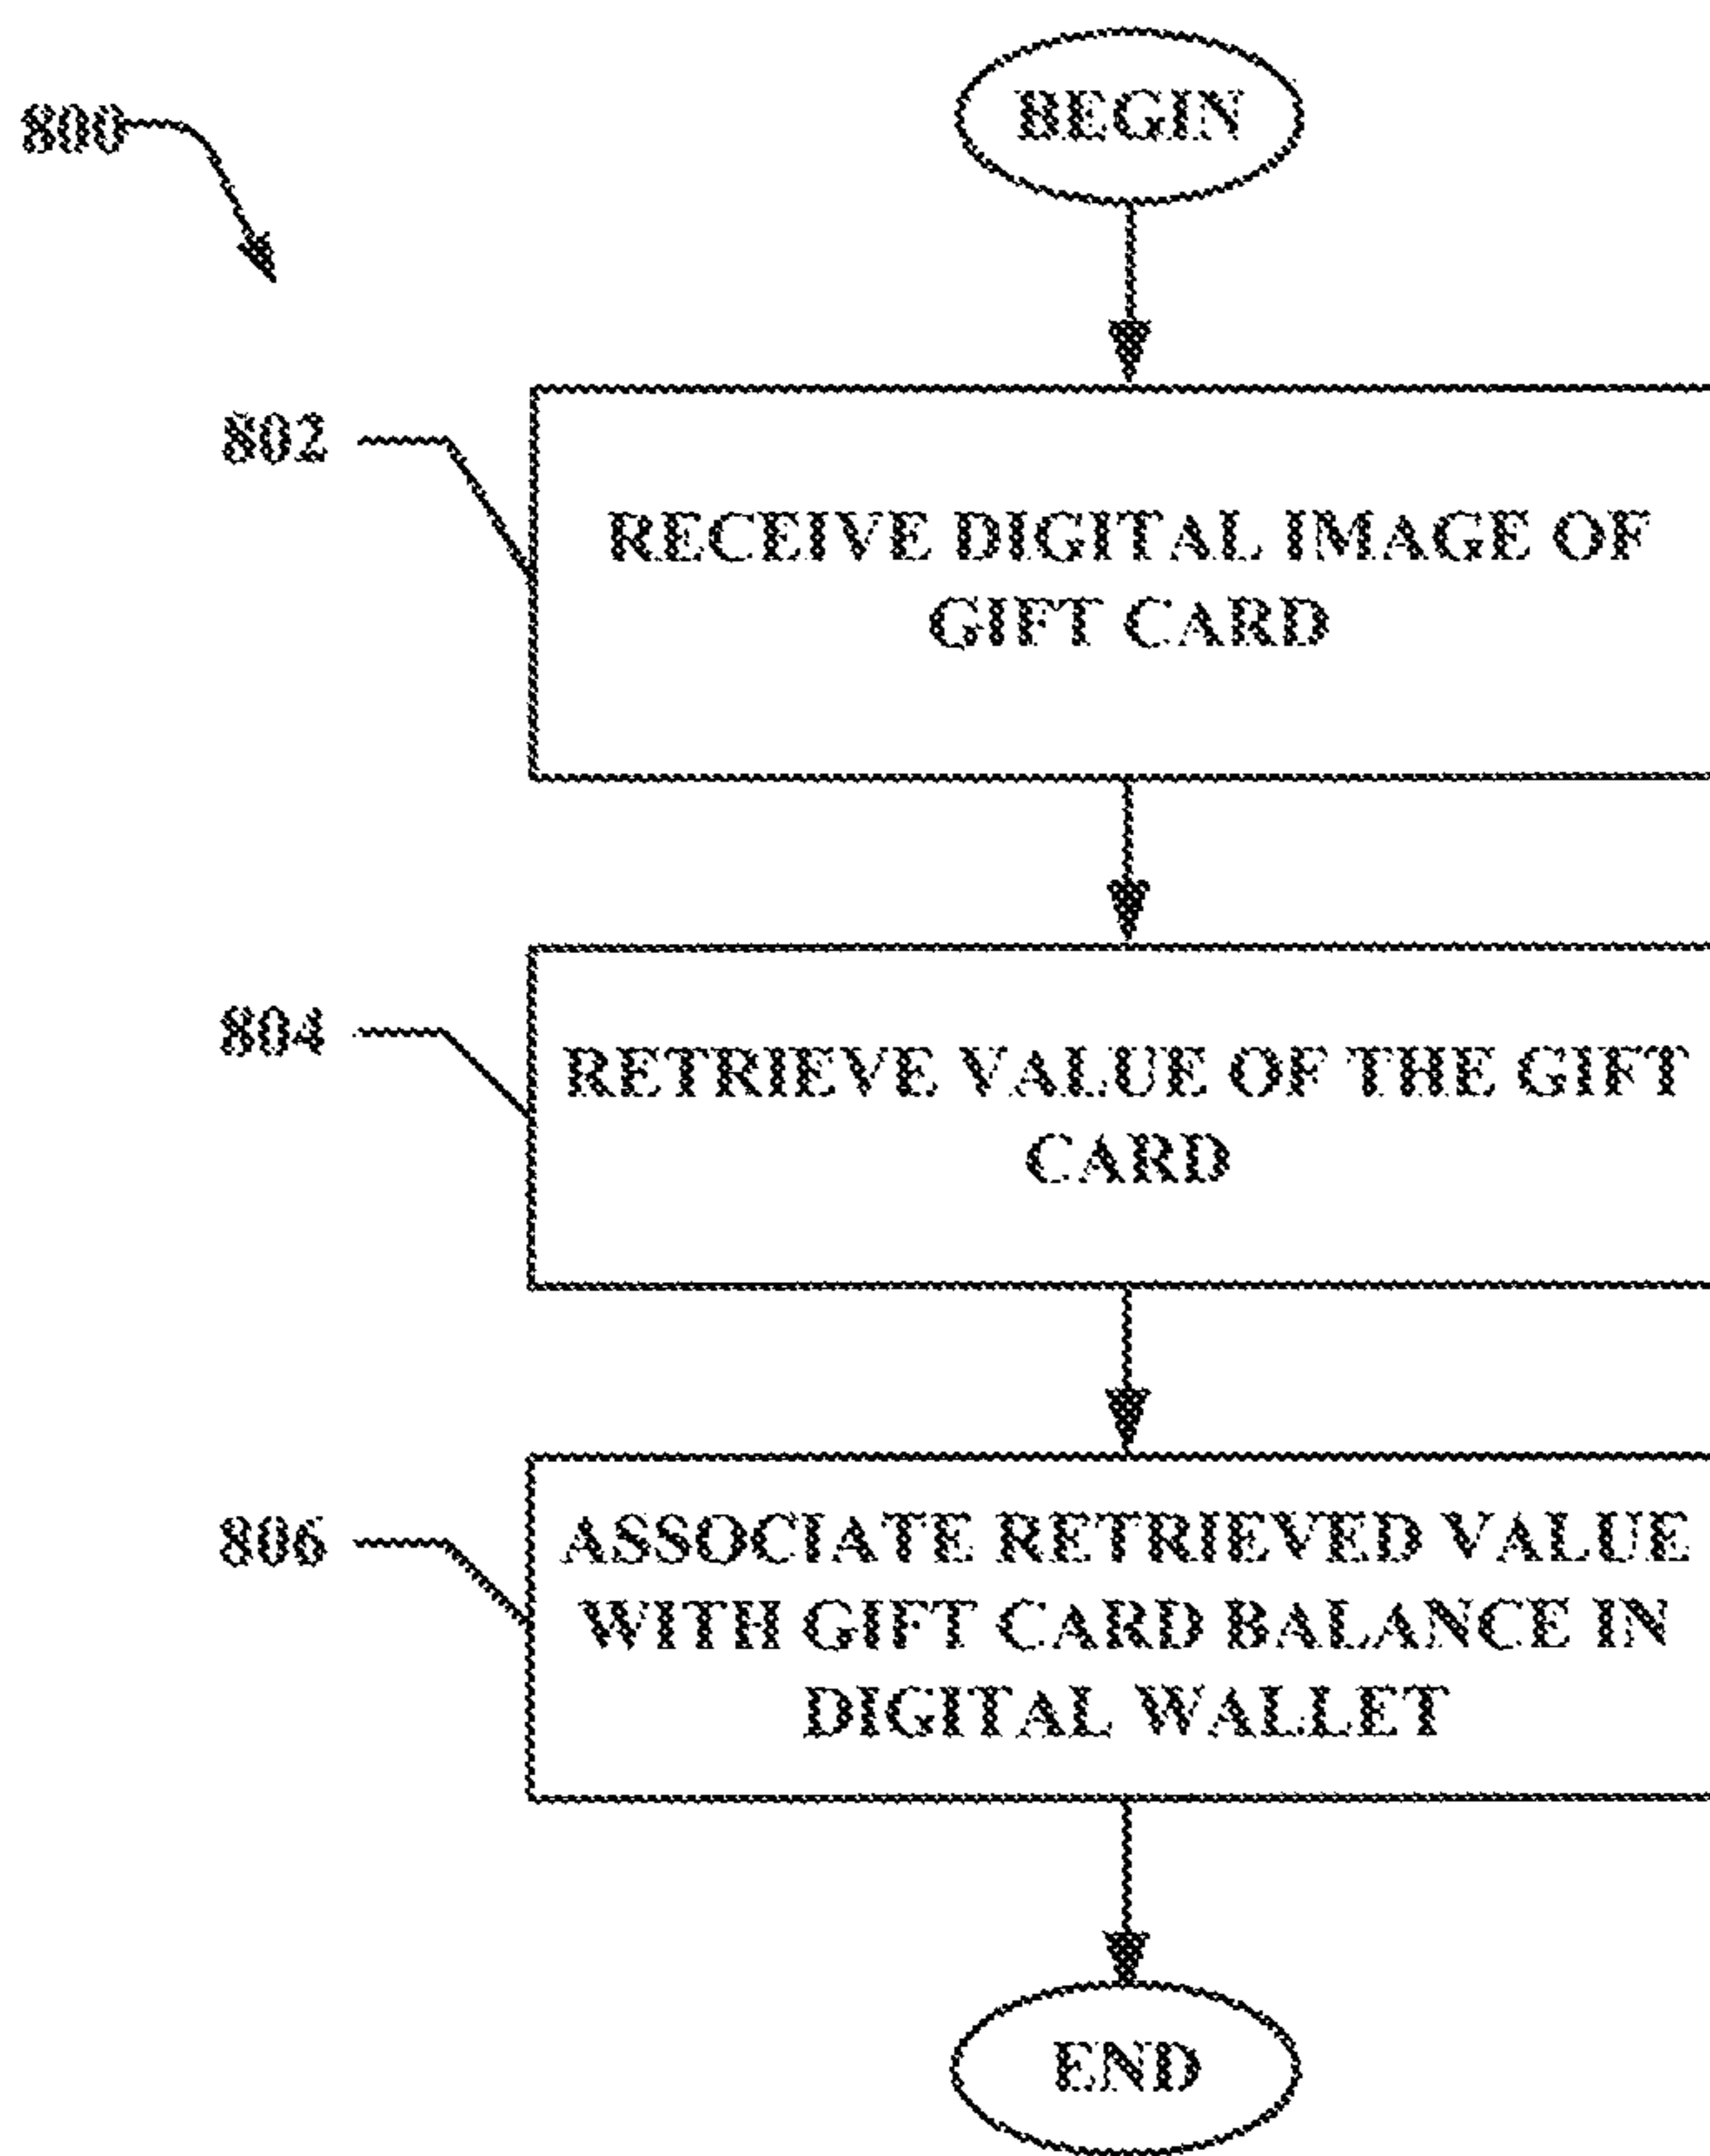 800
BEGIN
802
RECEIVE DIGITAL IMAGE OF
GIFT CARD
804
RETRIEVE VALUE OF THE GIFT
CARD
806
ASSOCIATE RETRIEVED VALUE
WITH GIFT CARD BALANCE IN
DIGITAL WALLET
END